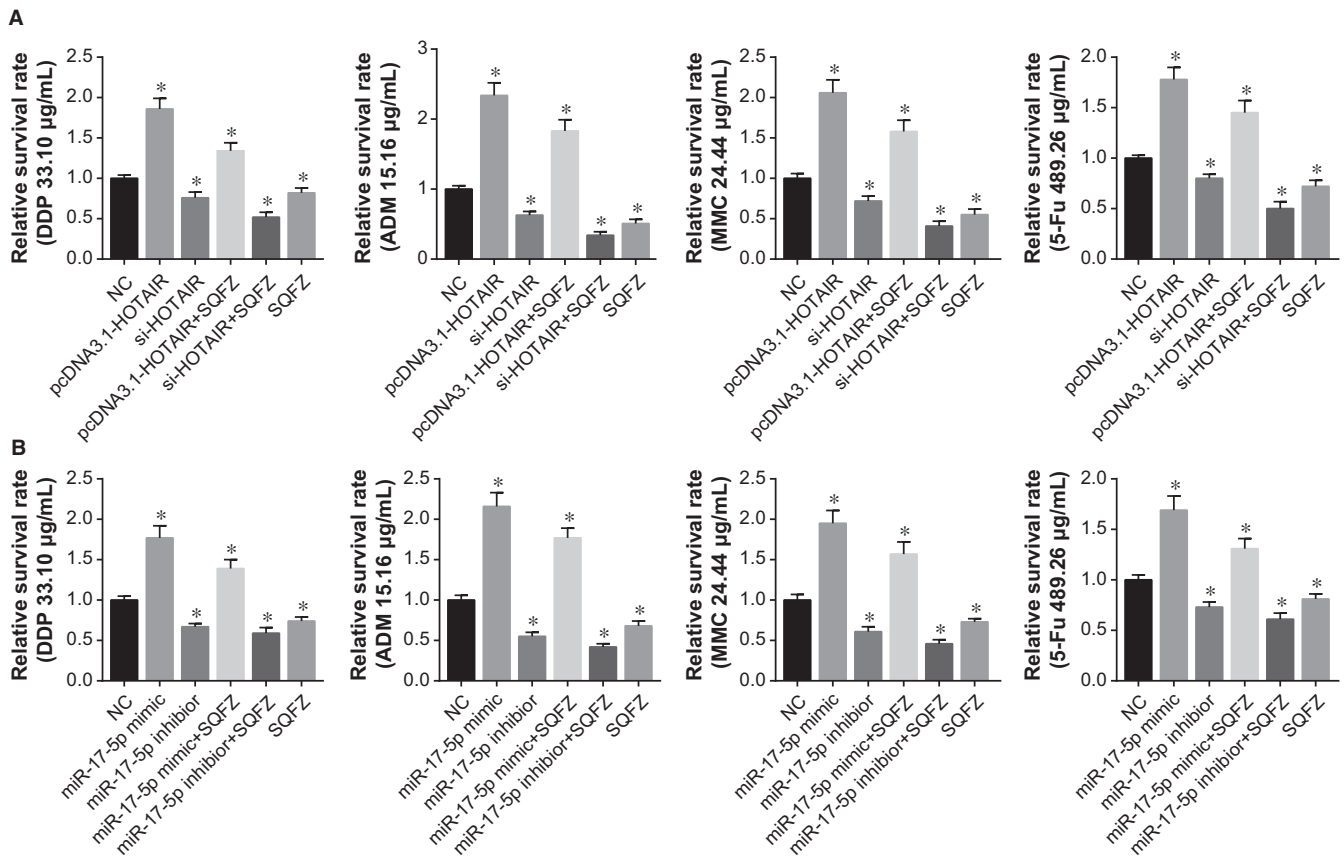 A
Relative survival rate
(DDP 33.10 µg/mL)
2.5
2.0
1.5
1.0
0.5
0.0
*
*
*
*
*
NC
pcDNA3.1-HOTAIR
si-HOTAIR
pcDNA3.1-HOTAIR+SQFZ
si-HOTAIR+SQFZ
SQFZ
Relative survival rate
(ADM 15.16 µg/mL)
3
2
1
0
*
*
*
*
*
NC
pcDNA3.1-HOTAIR
si-HOTAIR
pcDNA3.1-HOTAIR+SQFZ
si-HOTAIR+SQFZ
SQFZ
Relative survival rate
(MMC 24.44 µg/mL)
2.5
2.0
1.5
1.0
0.5
0.0
*
*
*
*
*
NC
pcDNA3.1-HOTAIR
si-HOTAIR
pcDNA3.1-HOTAIR+SQFZ
si-HOTAIR+SQFZ
SQFZ
Relative survival rate
(5-Fu 489.26 µg/mL)
2.0
1.5
1.0
0.5
0.0
*
*
*
*
*
NC
pcDNA3.1-HOTAIR
si-HOTAIR
pcDNA3.1-HOTAIR+SQFZ
si-HOTAIR+SQFZ
SQFZ
B
Relative survival rate
(DDP 33.10 µg/mL)
2.5
2.0
1.5
1.0
0.5
0.0
*
*
*
*
*
NC
miR-17-5p mimic
miR-17-5p inhibior
miR-17-5p mimic+SQFZ
miR-17-5p inhibior+SQFZ
SQFZ
Relative survival rate
(ADM 15.16 µg/mL)
2.5
2.0
1.5
1.0
0.5
0.0
*
*
*
*
*
NC
miR-17-5p mimic
miR-17-5p inhibior
miR-17-5p mimic+SQFZ
miR-17-5p inhibior+SQFZ
SQFZ
Relative survival rate
(MMC 24.44 µg/mL)
2.5
2.0
1.5
1.0
0.5
0.0
*
*
*
*
*
NC
miR-17-5p mimic
miR-17-5p inhibior
miR-17-5p mimic+SQFZ
miR-17-5p inhibior+SQFZ
SQFZ
Relative survival rate
(5-Fu 489.26 µg/mL)
2.0
1.5
1.0
0.5
0.0
*
*
*
*
*
NC
miR-17-5p mimic
miR-17-5p inhibior
miR-17-5p mimic+SQFZ
miR-17-5p inhibior+SQFZ
SQFZ